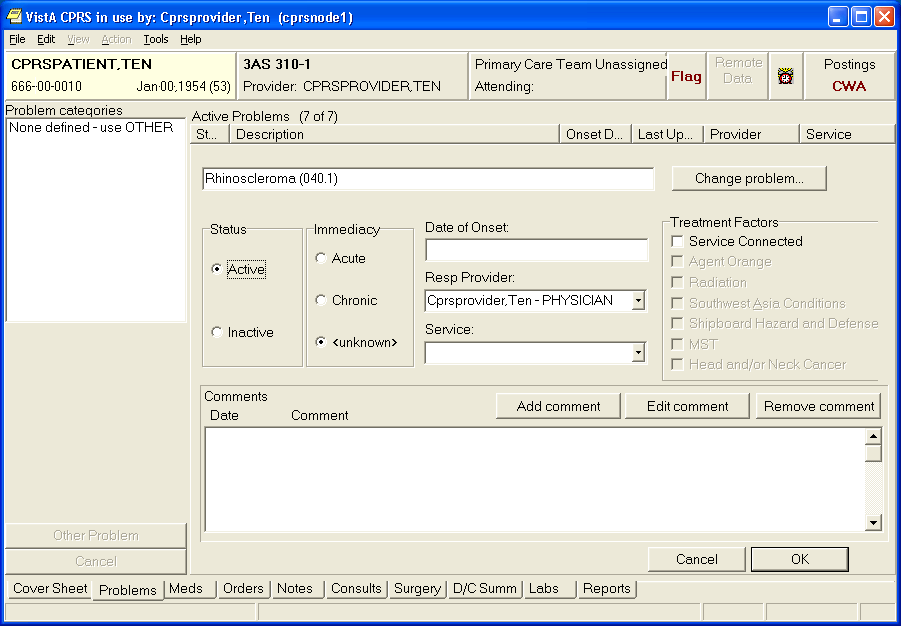 VistA CPRS in use by: Cprsprovider,Ten (cprsnode1)
File Edit View Action Tools Help
CPRSPATIENT,TEN
666-00-0010 Jan 00,1954 (53)
3AS 310-1
Provider: CPRSPROVIDER,TEN
Primary Care Team Unassigned
Attending:
Flag
Remote
Data
Postings
CWA
Problem categories
None defined - use OTHER
Other Problem
Cancel
Active Problems (7 of 7)
St... Description Onset D... Last Up... Provider Service
Rhinoscleroma (040.1)
Change problem...
Status
Active
Inactive
Immediacy
Acute
Chronic
<unknown>
Date of Onset:
Resp Provider:
Cprsprovider,Ten - PHYSICIAN
Service:
Treatment Factors
Service Connected
Agent Orange
Radiation
Southwest Asia Conditions
Shipboard Hazard and Defense
MST
Head and/or Neck Cancer
Comments
Date Comment
Add comment Edit comment Remove comment
Cancel OK
Cover Sheet Problems Meds Orders Notes Consults Surgery D/C Summ Labs Reports